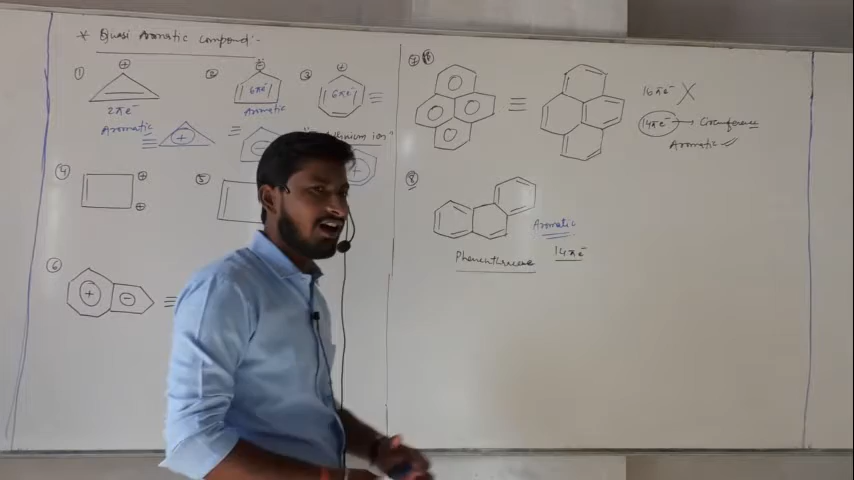 * Quasi Aromatic Compound:-
①
⊕
2πe⁻
Aromatic
≡
+
②
6πe⁻
Aromatic
≡
③
⊕
6πe⁻
≡
ion"
+
④
⊕
⊕
⑤
⑥
+
-
≡
⑦
≡
16πe⁻ X
14πe⁻ → Circumference
Aromatic ✓
⑧
Aromatic
14πe⁻
Phenenthracene